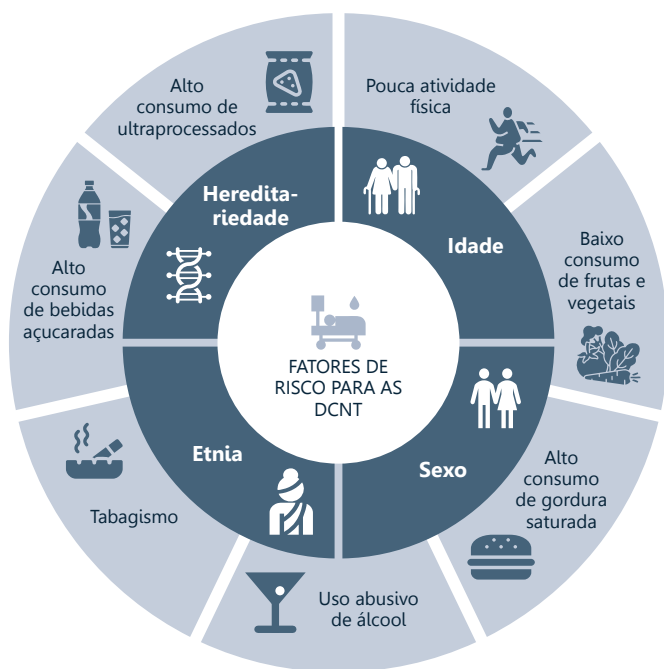 FATORES DE
RISCO PARA AS
DCNT
Heredita-
riedade
Idade
Sexo
Etnia
Pouca atividade
física
Baixo
consumo
de frutas e
vegetais
Alto
consumo
de gordura
saturada
Uso abusivo
de álcool
Tabagismo
Alto
consumo
de bebidas
açucaradas
Alto
consumo de
ultraprocessados